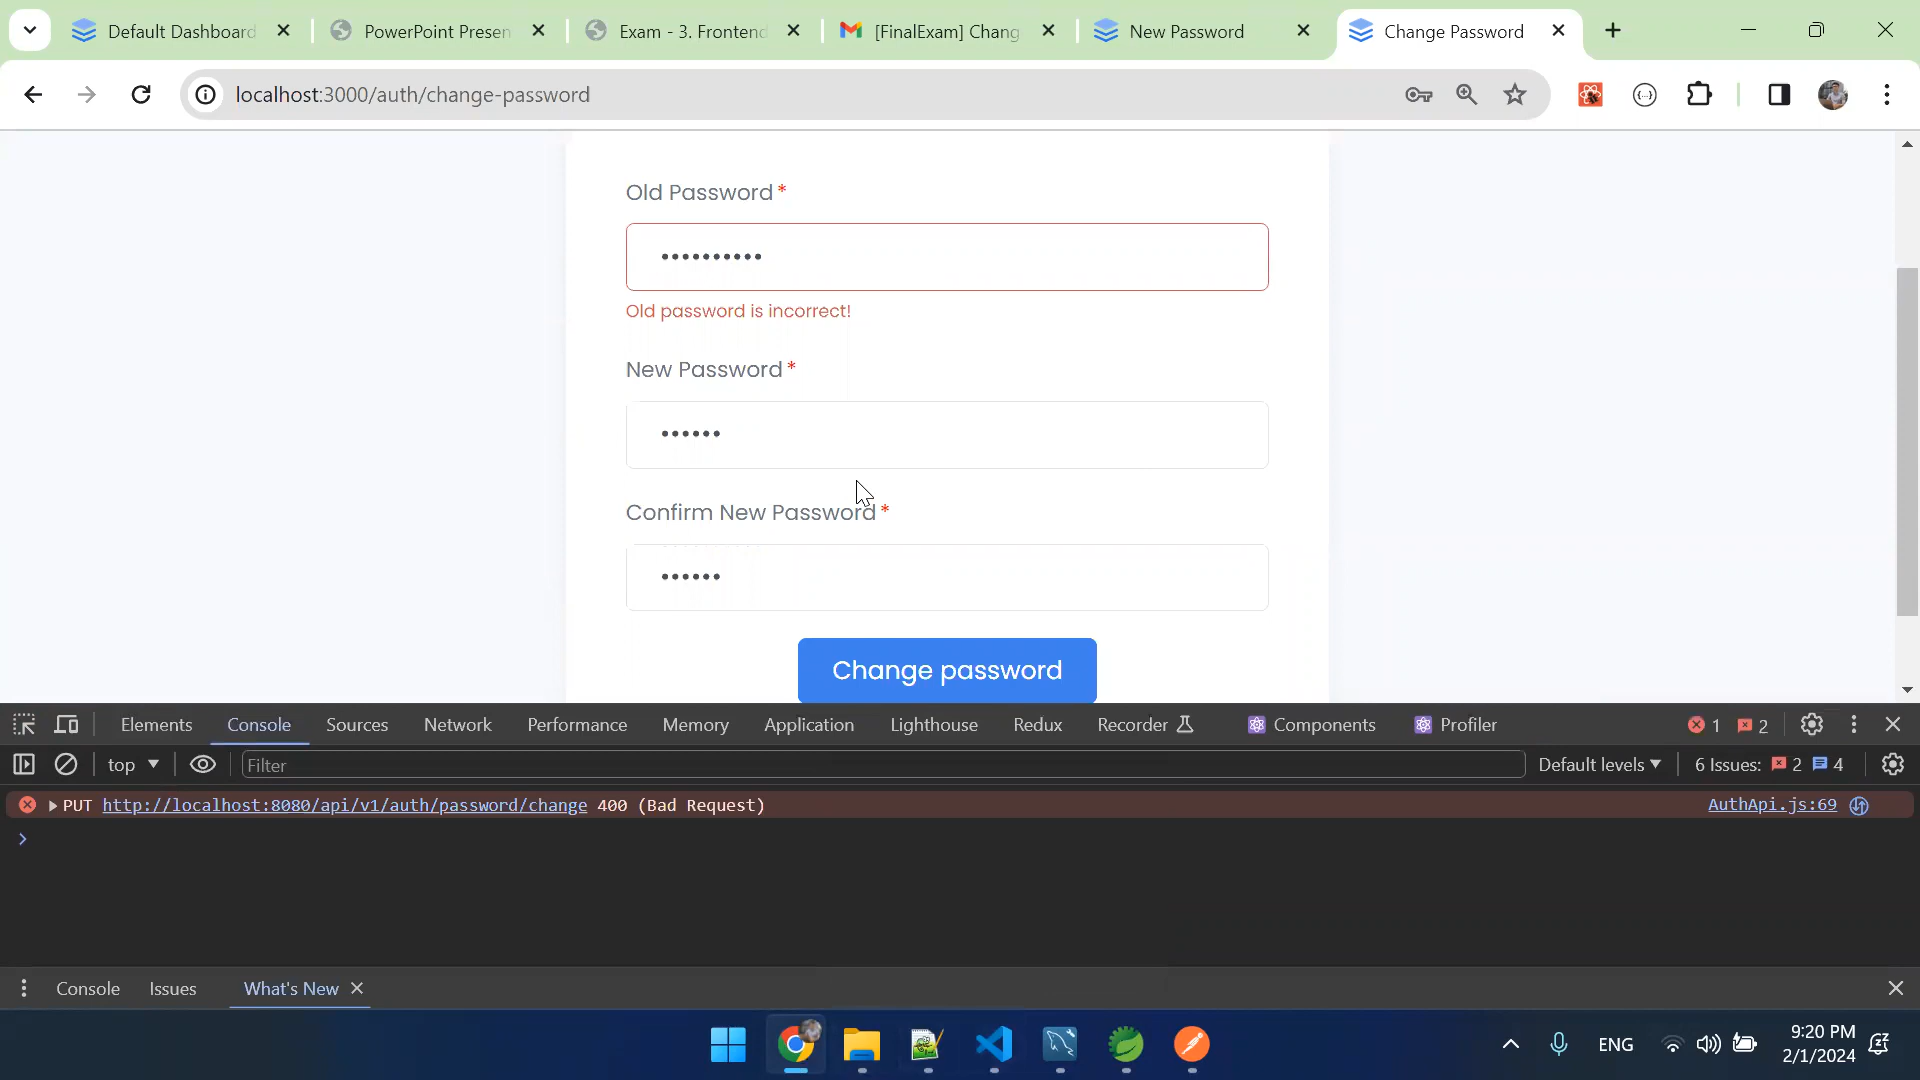 Default Dashboard
PowerPoint Presen
Exam - 3. Frontend
[FinalExam] Chang
New Password
Change Password
localhost:3000/auth/change-password
Old Password *
••••••••••
Old password is incorrect!
New Password *
••••••
Confirm New Password *
••••••
Change password
Elements
Console
Sources
Network
Performance
Memory
Application
Lighthouse
Redux
Recorder
Components
Profiler
1
2
top
Filter
Default levels
6 Issues:
2
4
PUT http://localhost:8080/api/v1/auth/password/change 400 (Bad Request)
AuthApi.js:69
Console
Issues
What's New
ENG
9:20 PM
2/1/2024